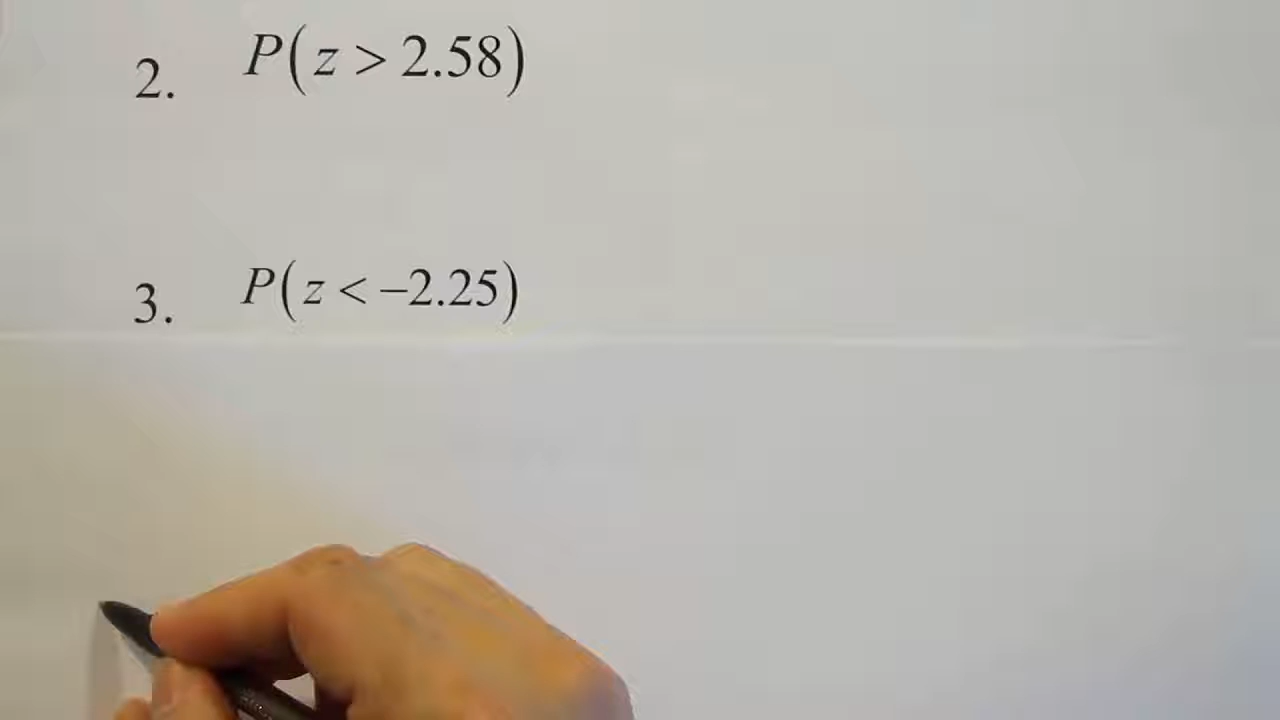 2. P(z > 2.58)
3. P(z < −2.25)